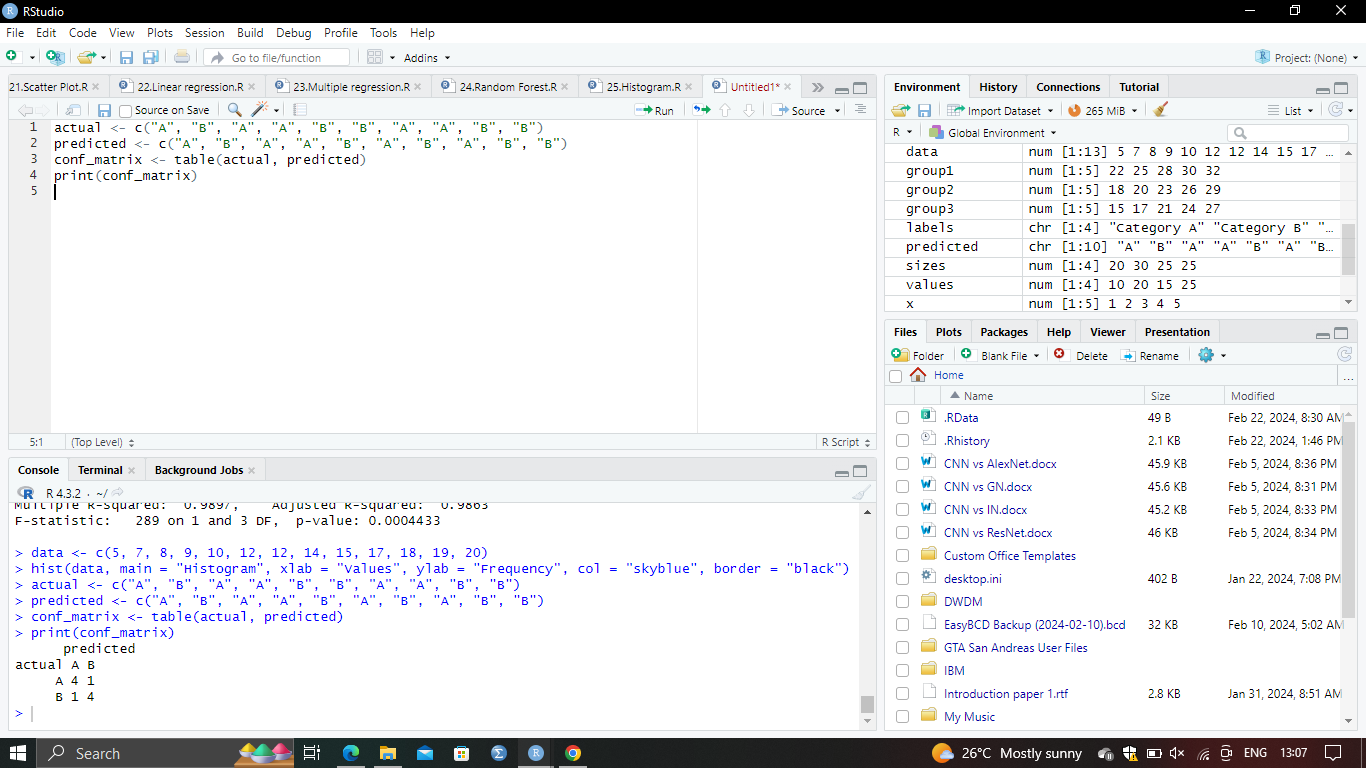 RStudio
File Edit Code View Plots Session Build Debug Profile Tools Help
Go to file/function Addins Project: (None)
21.Scatter Plot.R 22.Linear regression.R 23.Multiple regression.R 24.Random Forest.R 25.Histogram.R Untitled1*
Source on Save Run Source
1 actual <- c("A", "B", "A", "A", "B", "B", "A", "A", "B", "B")
2 predicted <- c("A", "B", "A", "A", "B", "A", "B", "A", "B", "B")
3 conf_matrix <- table(actual, predicted)
4 print(conf_matrix)
5
5:1 (Top Level) R Script
Console Terminal Background Jobs
R 4.3.2 · ~/
Multiple R-squared: 0.9897, Adjusted R-squared: 0.9863
F-statistic: 289 on 1 and 3 DF, p-value: 0.0004433
> data <- c(5, 7, 8, 9, 10, 12, 12, 14, 15, 17, 18, 19, 20)
> hist(data, main = "Histogram", xlab = "Values", ylab = "Frequency", col = "skyblue", border = "black")
> actual <- c("A", "B", "A", "A", "B", "B", "A", "A", "B", "B")
> predicted <- c("A", "B", "A", "A", "B", "A", "B", "A", "B", "B")
> conf_matrix <- table(actual, predicted)
> print(conf_matrix)
predicted
actual A B
A 4 1
B 1 4
>
Environment History Connections Tutorial
Import Dataset 265 MiB List
R Global Environment
data num [1:13] 5 7 8 9 10 12 12 14 15 17 ...
group1 num [1:5] 22 25 28 30 32
group2 num [1:5] 18 20 23 26 29
group3 num [1:5] 15 17 21 24 27
labels chr [1:4] "Category A" "Category B" "...
predicted chr [1:10] "A" "B" "A" "A" "B" "A" "B...
sizes num [1:4] 20 30 25 25
values num [1:4] 10 20 15 25
x num [1:5] 1 2 3 4 5
Files Plots Packages Help Viewer Presentation
Folder Blank File Delete Rename
Home ...
Name Size Modified
.RData 49 B Feb 22, 2024, 8:30 AM
.Rhistory 2.1 KB Feb 22, 2024, 1:46 PM
CNN vs AlexNet.docx 45.9 KB Feb 5, 2024, 8:36 PM
CNN vs GN.docx 45.6 KB Feb 5, 2024, 8:31 PM
CNN vs IN.docx 45.2 KB Feb 5, 2024, 8:33 PM
CNN vs ResNet.docx 46 KB Feb 5, 2024, 8:34 PM
Custom Office Templates
desktop.ini 402 B Jan 22, 2024, 7:08 PM
DWDM
EasyBCD Backup (2024-02-10).bcd 32 KB Feb 10, 2024, 5:02 AM
GTA San Andreas User Files
IBM
Introduction paper 1.rtf 2.8 KB Jan 31, 2024, 8:51 AM
My Music
Search 26°C Mostly sunny ENG 13:07